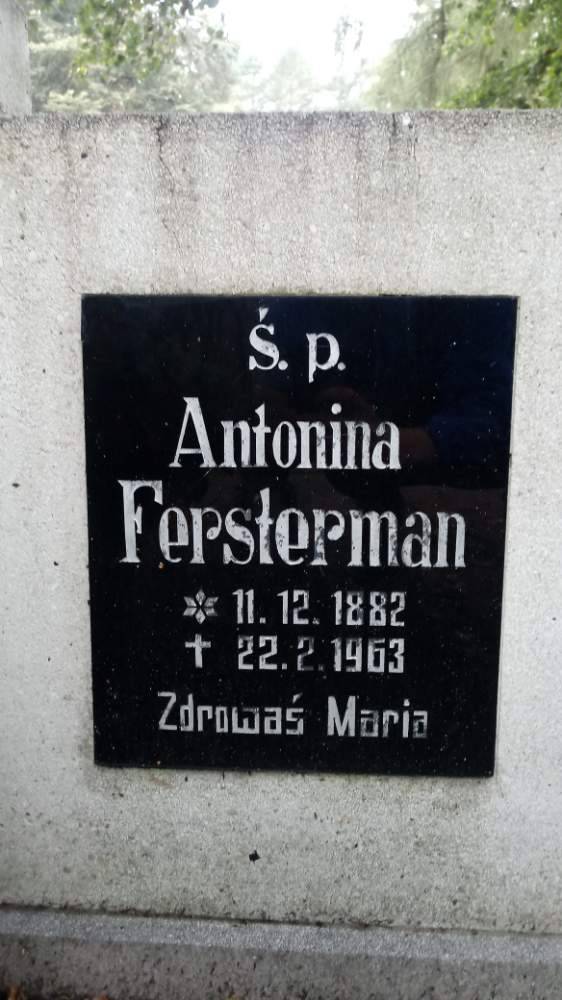 Ś. p.
Antonina
Fersterman
* 11. 12. 1882
† 22. 2. 1963
Zdrowaś Maria